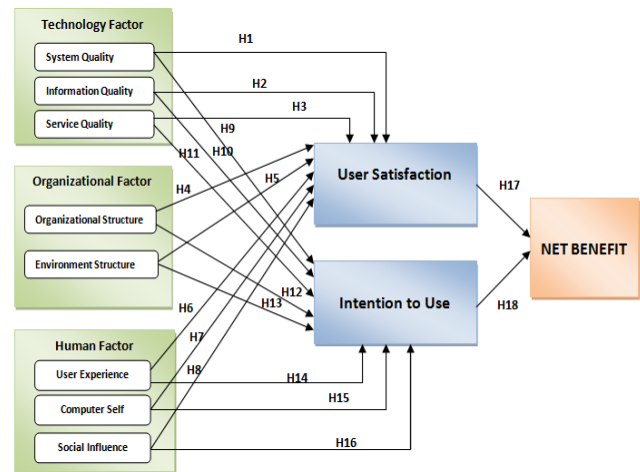 Technology Factor
System Quality
Information Quality
Service Quality
H1
H2
H3
H9
H10
H11
Organizational Factor
Organizational Structure
Environment Structure
H4
H5
User Satisfaction
H17
NET BENEFIT
Intention to Use
H18
H12
H13
H6
H7
H8
Human Factor
User Experience
Computer Self
Social Influence
H14
H15
H16